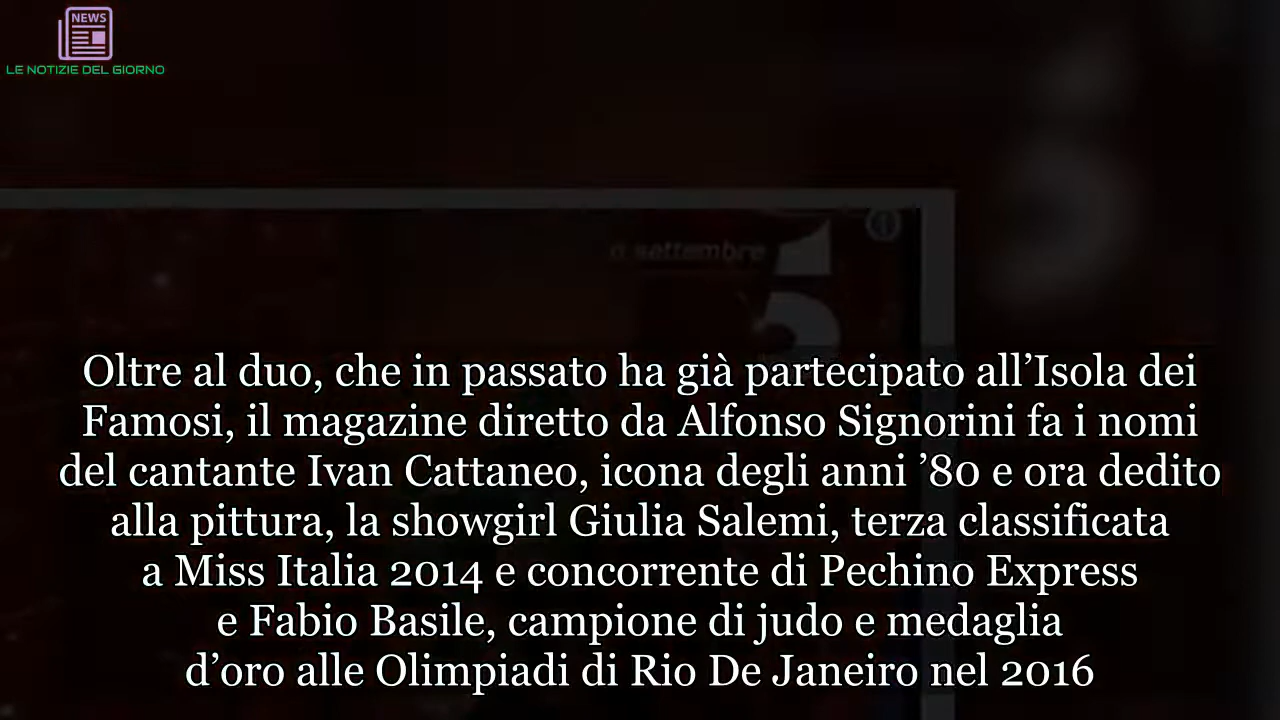 NEWS
LE NOTIZIE DEL GIORNO
settembre
5
Oltre al duo, che in passato ha già partecipato all’Isola dei
Famosi, il magazine diretto da Alfonso Signorini fa i nomi
del cantante Ivan Cattaneo, icona degli anni ’80 e ora dedito
alla pittura, la showgirl Giulia Salemi, terza classificata
a Miss Italia 2014 e concorrente di Pechino Express
e Fabio Basile, campione di judo e medaglia
d’oro alle Olimpiadi di Rio De Janeiro nel 2016